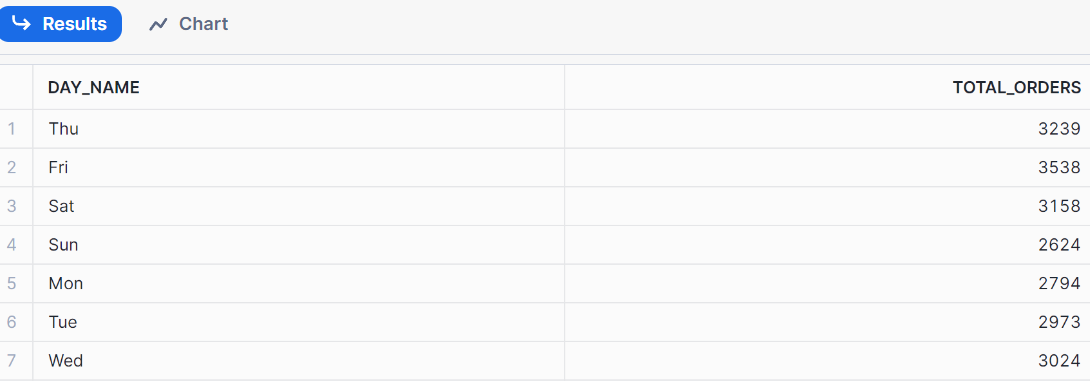 Results Chart
DAY_NAME TOTAL_ORDERS
1 Thu 3239
2 Fri 3538
3 Sat 3158
4 Sun 2624
5 Mon 2794
6 Tue 2973
7 Wed 3024